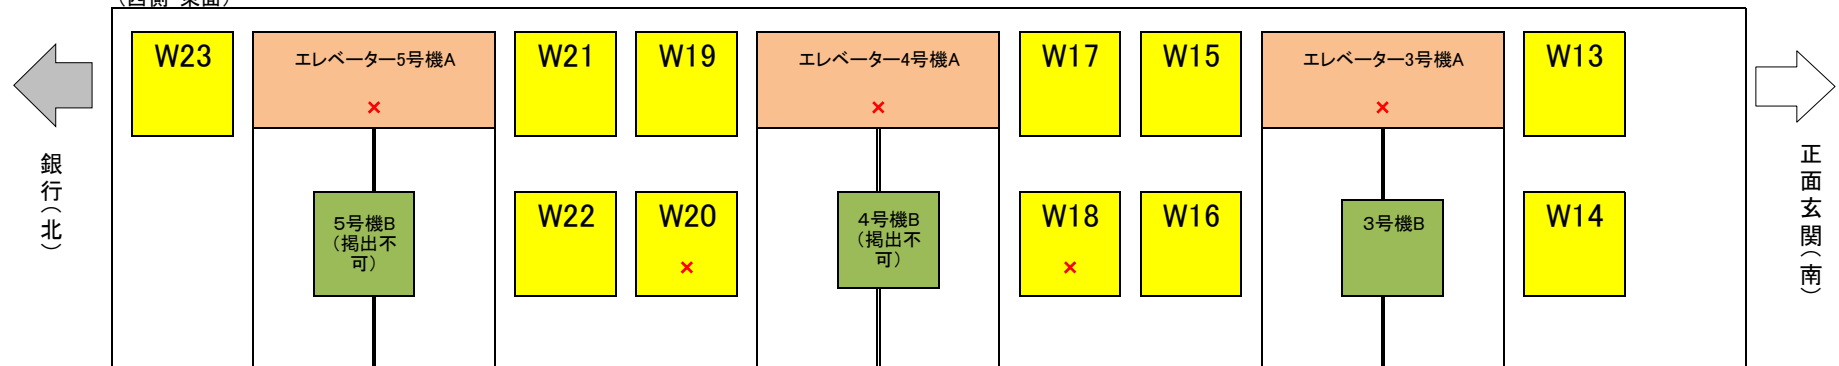 W23
エレベーター5号機A
×
W21
W19
エレベーター4号機A
×
W17
W15
エレベーター3号機A
×
W13
銀行（北）
5号機B
（掲出不
可）
W22
W20
×
4号機B
（掲出不
可）
W18
×
W16
3号機B
W14
正面玄関（南）